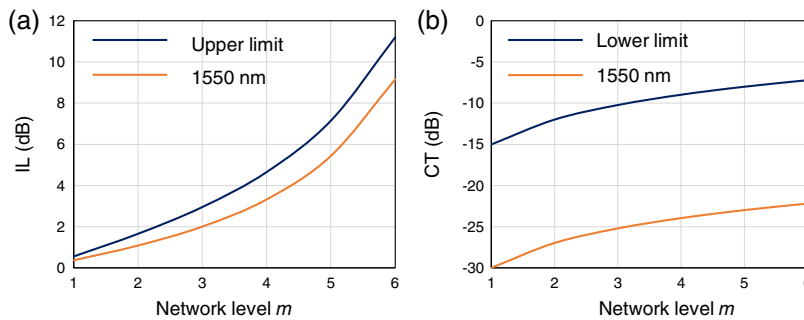 (a)
12
10
8
6
4
2
0
IL (dB)
Upper limit
1550 nm
1 2 3 4 5 6
Network level m
(b)
0
-5
-10
-15
-20
-25
-30
CT (dB)
Lower limit
1550 nm
1 2 3 4 5 6
Network level m